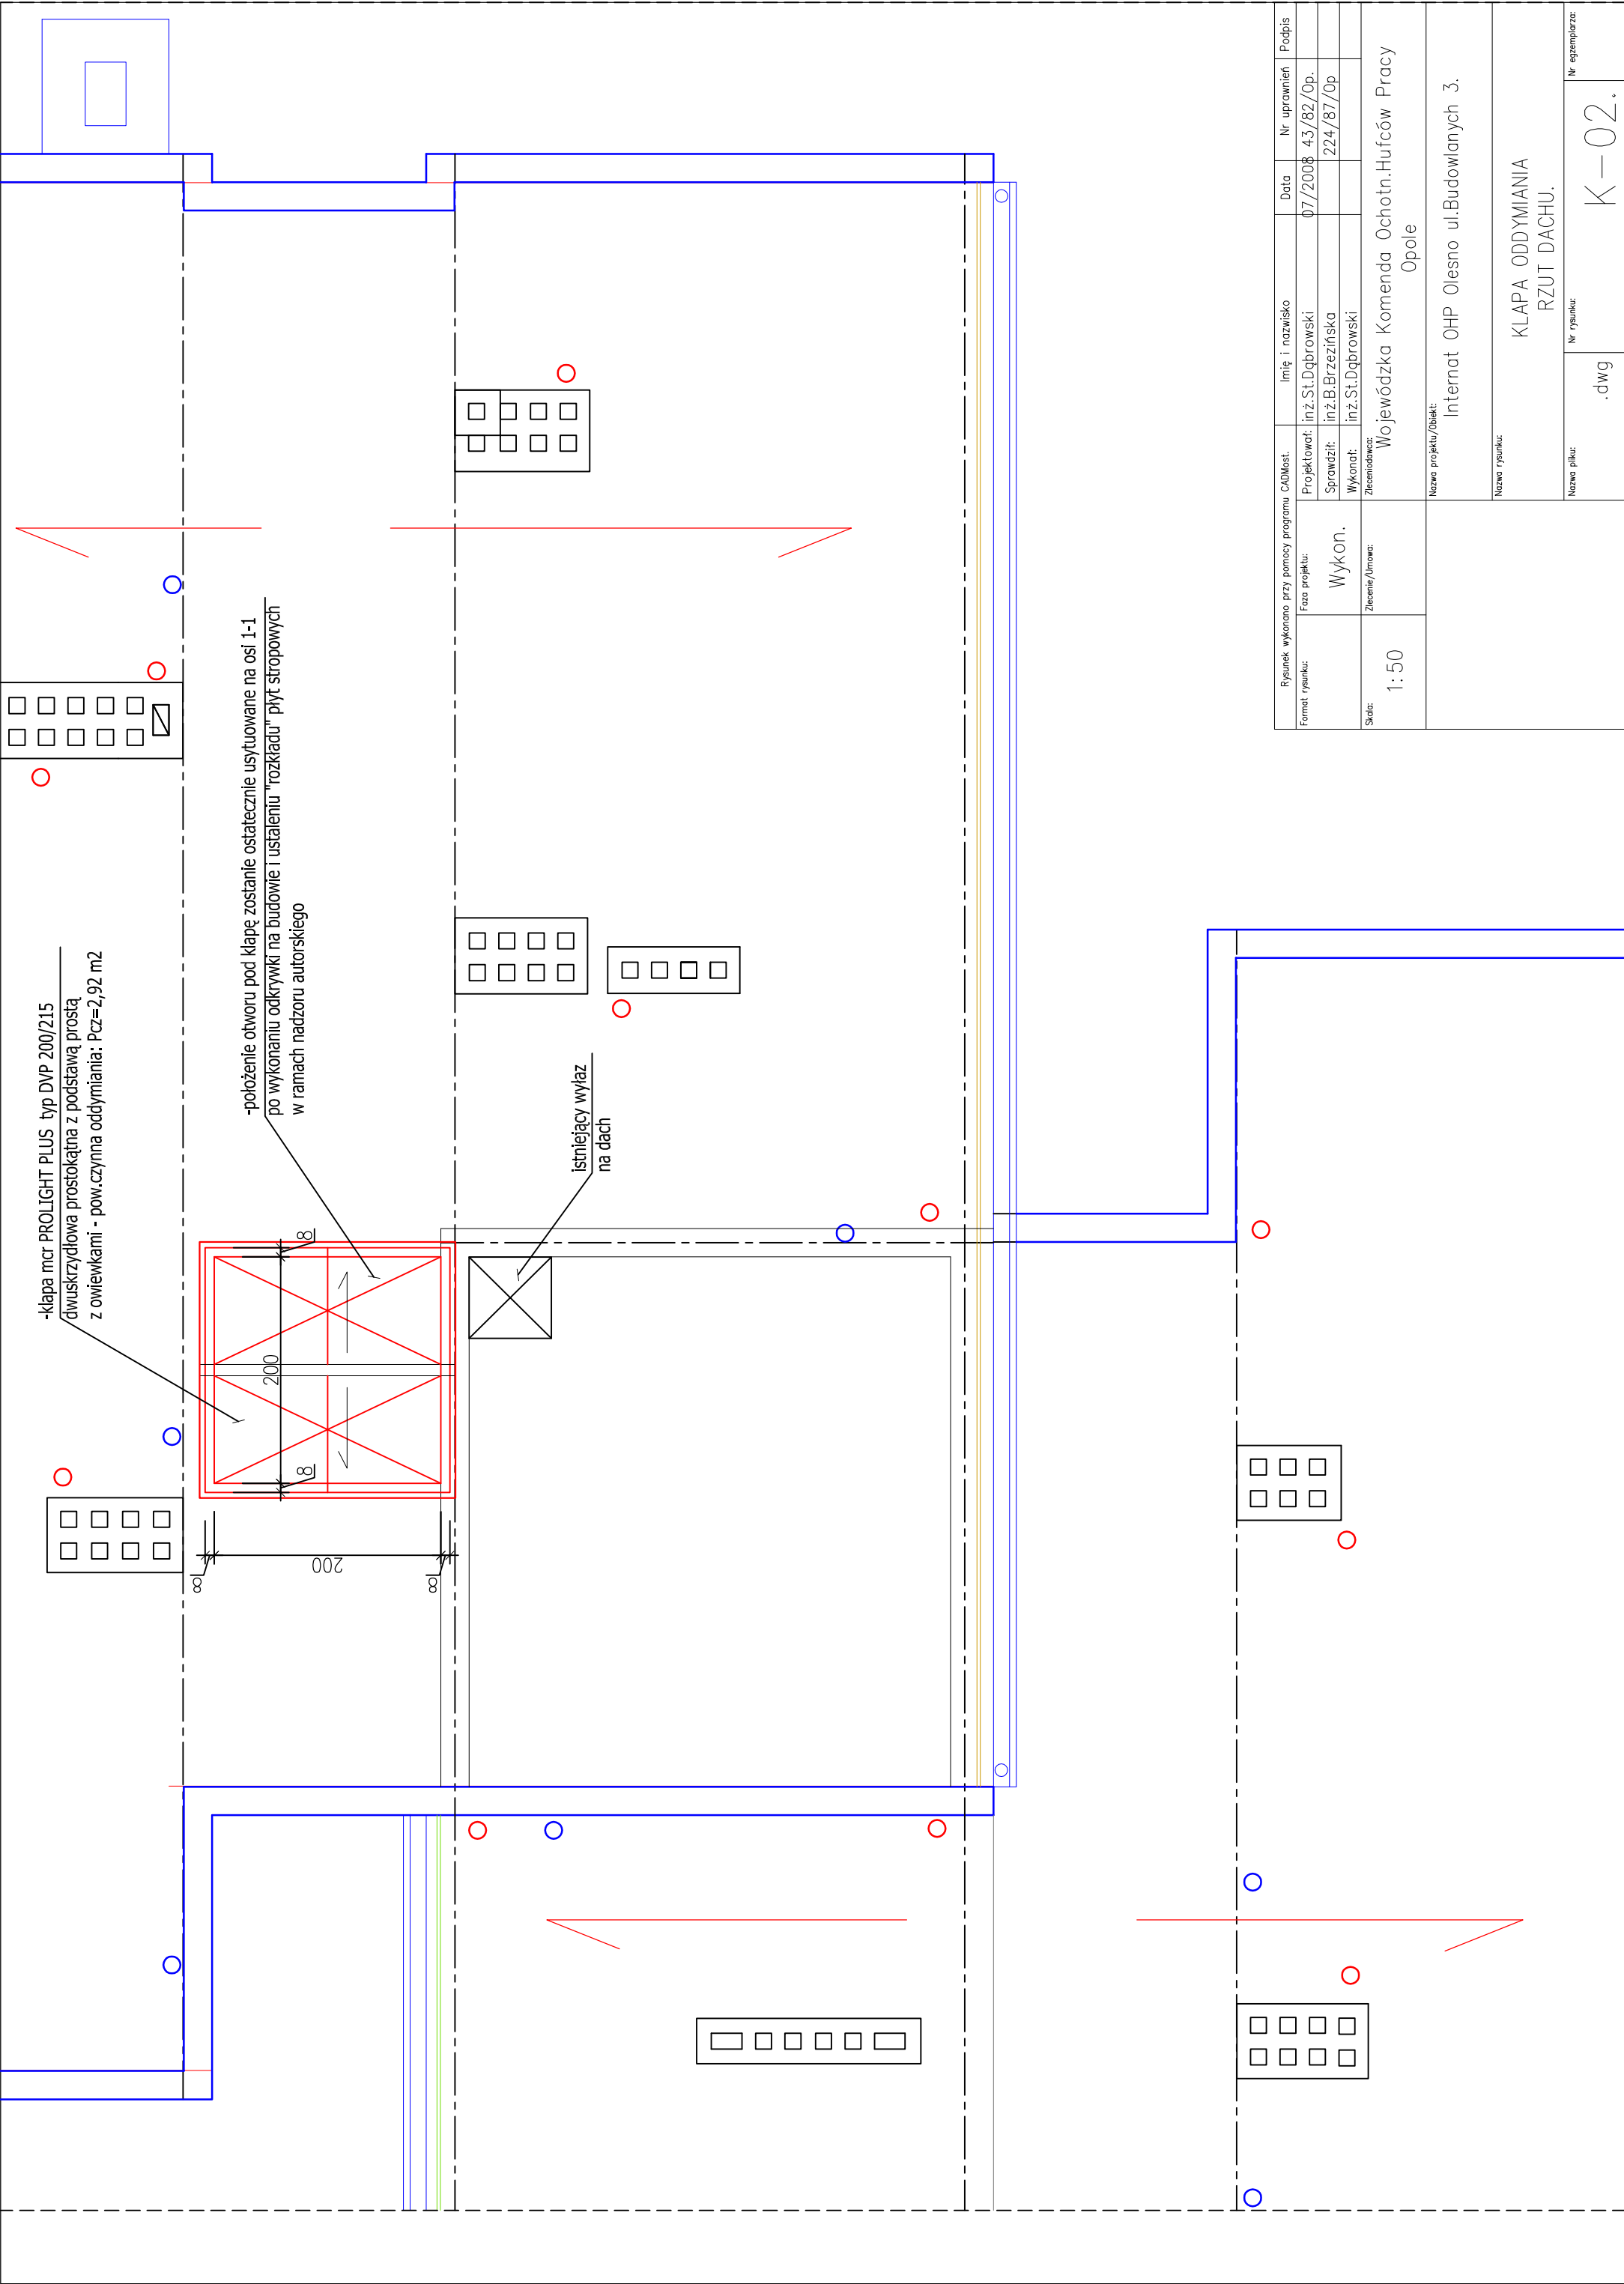 -klapa mcr PROLIGHT PLUS typ DVP 200/215
dwuskrzydłowa prostokątna z podstawą prostą
z owiewkami - pow.czynna oddymiania: Pcz=2,92 m2
-położenie otworu pod klapę zostanie ostatecznie usytuowane na osi 1-1
po wykonaniu odkrywki na budowie i ustaleniu "rozkładu" płyt stropowych
w ramach nadzoru autorskiego
istniejący wyłaz
na dach
8
200
8
8
200
8
Rysunek wykonano przy pomocy programu CADMost.
Imię i nazwisko
Data
Nr uprawnień
Podpis
Format rysunku:
Faza projektu:
Wykon.
Projektował:
inż.St.Dąbrowski
07/2008
43/82/Op.
Sprawdził:
inż.B.Brzezińska
224/87/Op
Wykonał:
inż.St.Dąbrowski
Skala:
1:50
Zlecenie/Umowa:
Zleceniodawca:
Wojewódzka Komenda Ochotn.Hufców Pracy
Opole
Nazwa projektu/Obiekt:
Internat OHP Olesno ul.Budowlanych 3.
Nazwa rysunku:
KLAPA ODDYMIANIA
RZUT DACHU.
Nazwa pliku:
.dwg
Nr rysunku:
K-02.
Nr egzemplarza: